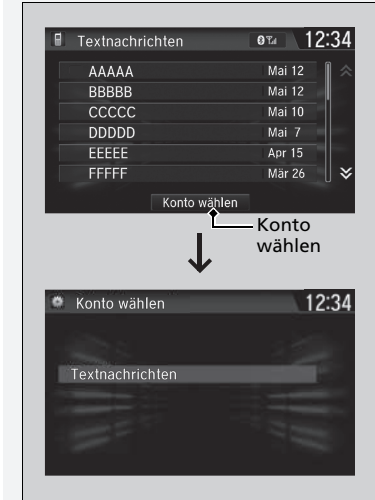 Textnachrichten 12:34
AAAAA Mai 12
BBBBB Mai 12
CCCCC Mai 10
DDDDD Mai 7
EEEEE Apr 15
FFFFF Mär 26
Konto wählen
Konto
wählen
Konto wählen 12:34
Textnachrichten